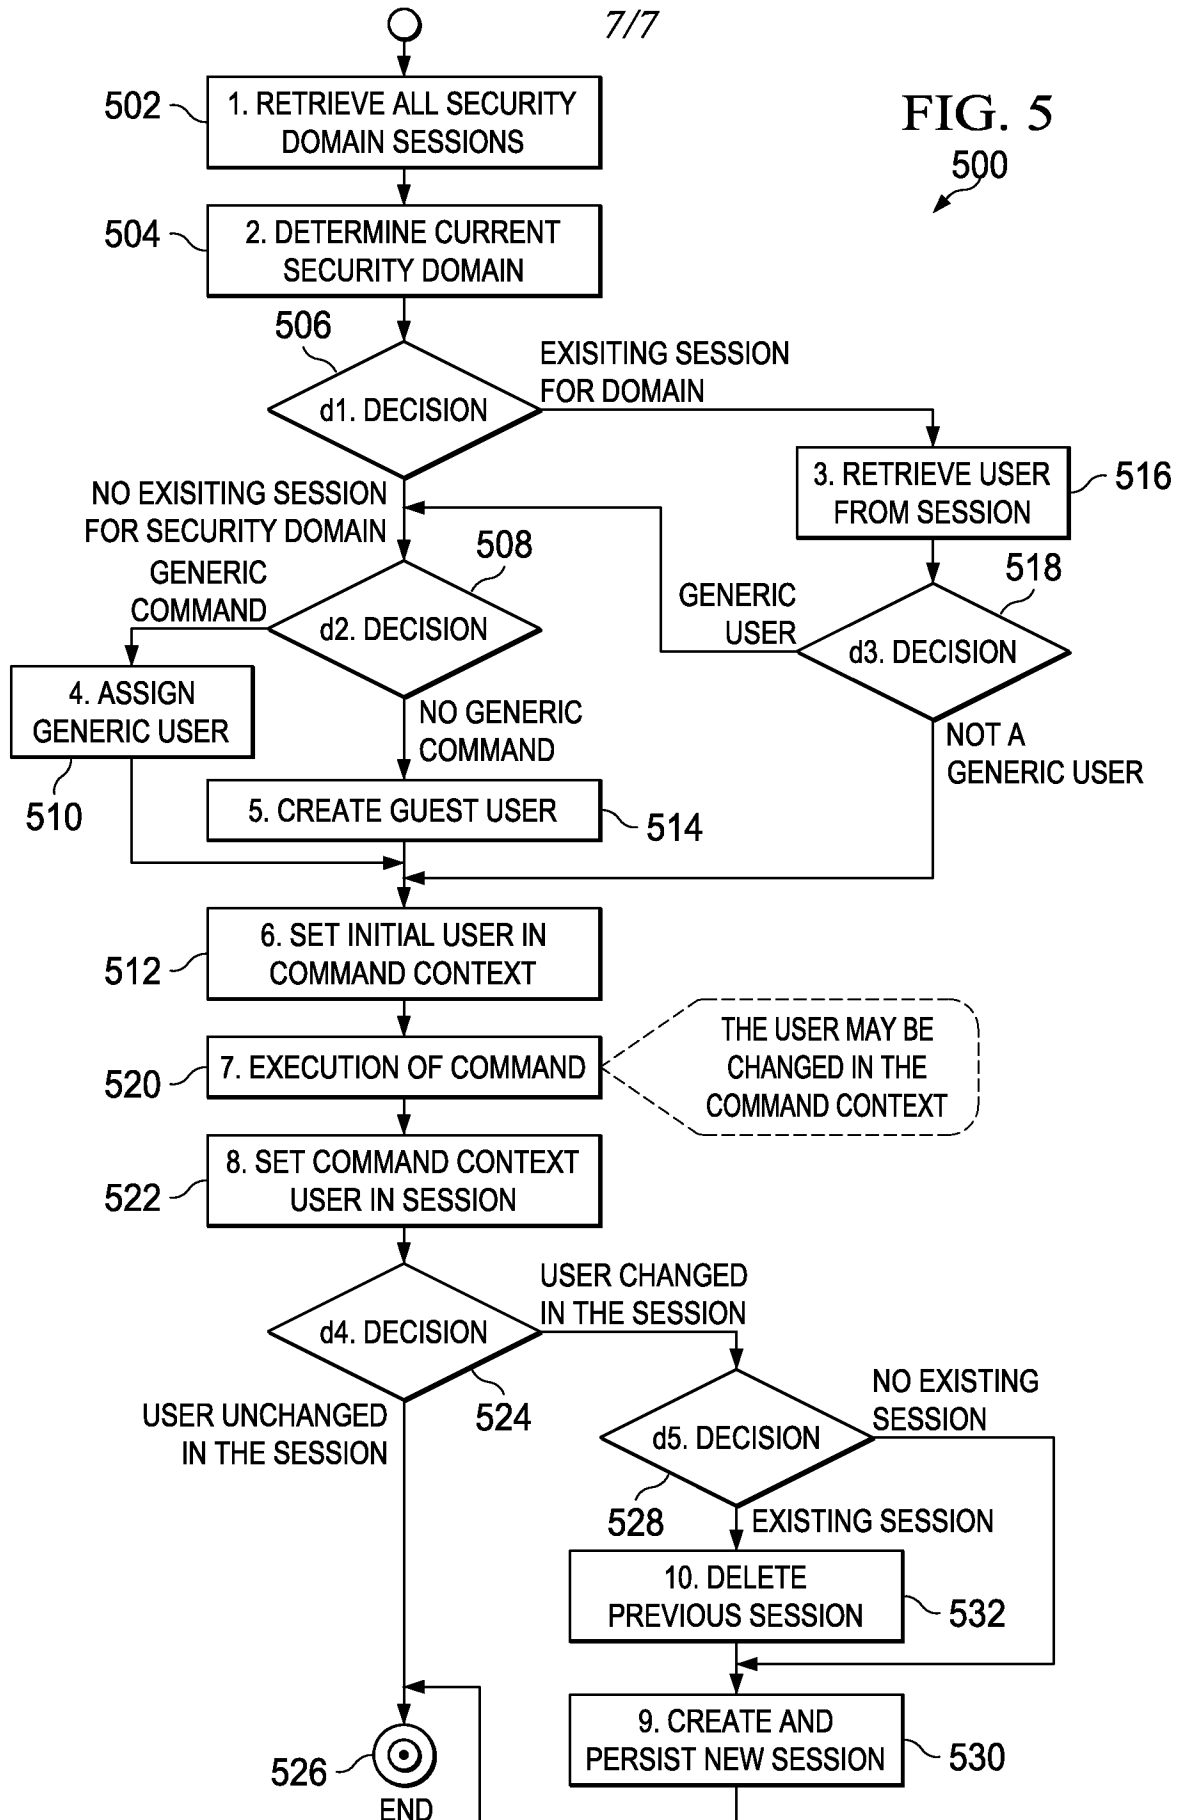 7/7
FIG. 5
500
502
1. RETRIEVE ALL SECURITY
DOMAIN SESSIONS
504
2. DETERMINE CURRENT
SECURITY DOMAIN
506
d1. DECISION
EXISITING SESSION
FOR DOMAIN
3. RETRIEVE USER
FROM SESSION
516
NO EXISITING SESSION
FOR SECURITY DOMAIN
508
d2. DECISION
GENERIC
COMMAND
518
d3. DECISION
GENERIC
USER
4. ASSIGN
GENERIC USER
510
NO GENERIC
COMMAND
NOT A
GENERIC USER
5. CREATE GUEST USER
514
6. SET INITIAL USER IN
COMMAND CONTEXT
512
7. EXECUTION OF COMMAND
520
THE USER MAY BE
CHANGED IN THE
COMMAND CONTEXT
8. SET COMMAND CONTEXT
USER IN SESSION
522
d4. DECISION
524
USER CHANGED
IN THE SESSION
USER UNCHANGED
IN THE SESSION
d5. DECISION
528
NO EXISTING
SESSION
EXISTING SESSION
10. DELETE
PREVIOUS SESSION
532
9. CREATE AND
PERSIST NEW SESSION
530
526
END